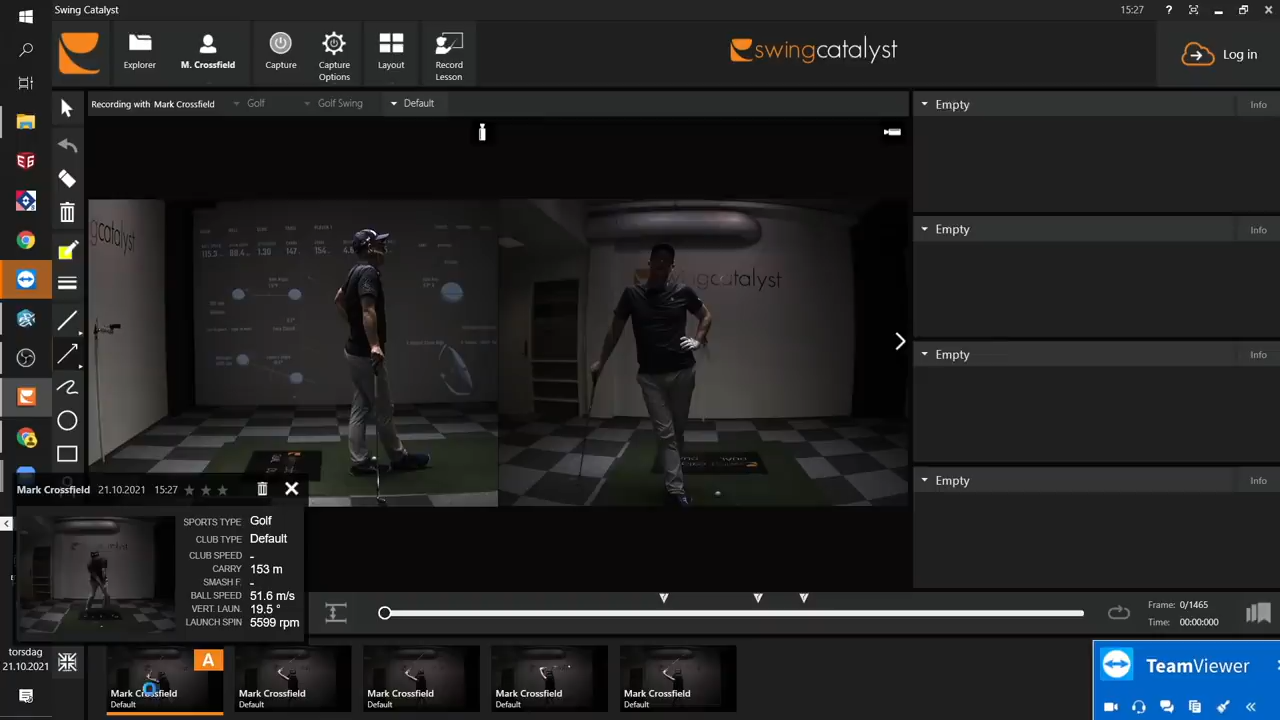 Swing Catalyst
15:27
?
Explorer
M. Crossfield
Capture
Capture Options
Layout
Record Lesson
swingcatalyst
Log in
Recording with Mark Crossfield
Golf
Golf Swing
Default
Empty
Info
Empty
Info
Empty
Info
Empty
Info
gcatalyst
Mark Crossfield 21.10.2021 15:27
SPORTS TYPE Golf
CLUB TYPE Default
CLUB SPEED -
CARRY 153 m
SMASH F. -
BALL SPEED 51.6 m/s
VERT. LAUN. 19.5 °
LAUNCH SPIN 5599 rpm
Frame: 0/1465
Time: 00:00:000
torsdag
21.10.2021
A
Mark Crossfield
Default
Mark Crossfield
Default
Mark Crossfield
Default
Mark Crossfield
Default
Mark Crossfield
Default
TeamViewer